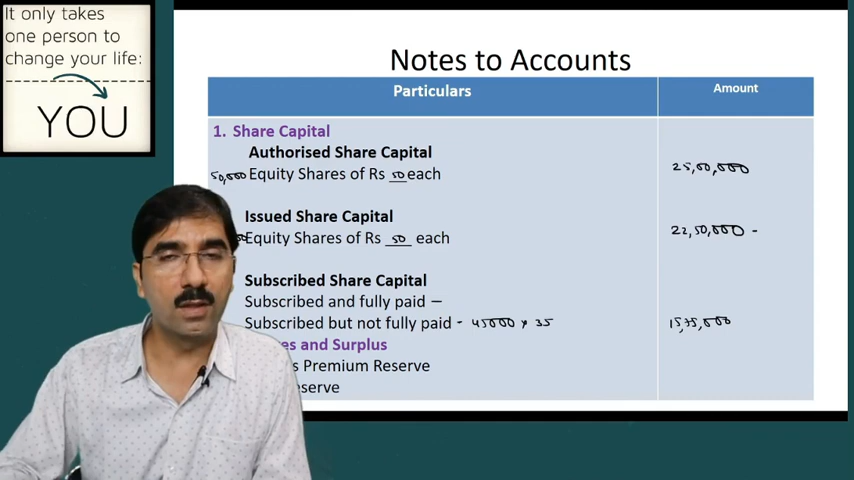 It only takes
one person to
change your life:
YOU
Notes to Accounts
Particulars Amount
1. Share Capital
Authorised Share Capital
50,000 Equity Shares of Rs 50 each 25,00,000
Issued Share Capital
Equity Shares of Rs 50 each 22,50,000 -
Subscribed Share Capital
Subscribed and fully paid –
Subscribed but not fully paid - 45000 x 35 15,75,000
and Surplus
Premium Reserve